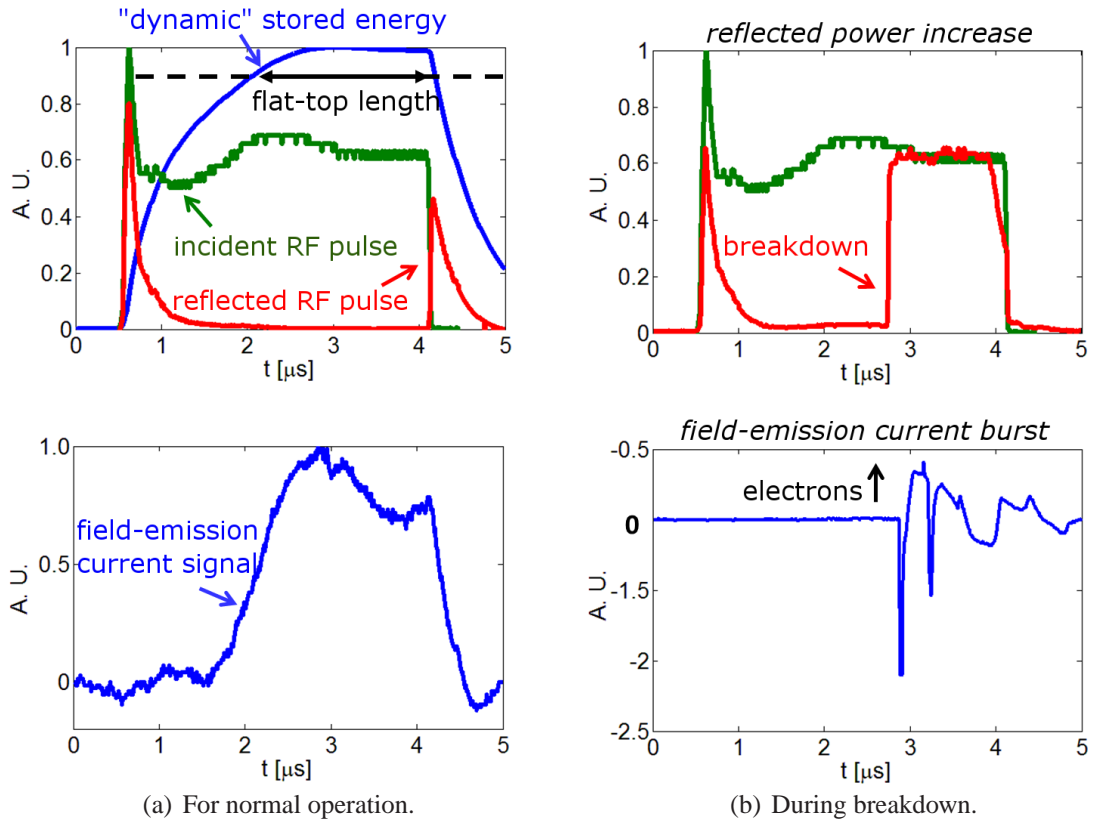 "dynamic" stored energy
1
0.8
0.6
0.4
0.2
0
A. U.
flat-top length
incident RF pulse
reflected RF pulse
0 1 2 3 4 5
t [μs]
reflected power increase
1
0.8
0.6
0.4
0.2
0
A. U.
breakdown
0 1 2 3 4 5
t [μs]
1.0
0.5
0
A. U.
field-emission
current signal
0 1 2 3 4 5
t [μs]
(a) For normal operation.
field-emission current burst
-0.5
0
-1.5
-2
-2.5
A. U.
electrons
0 1 2 3 4 5
t [μs]
(b) During breakdown.